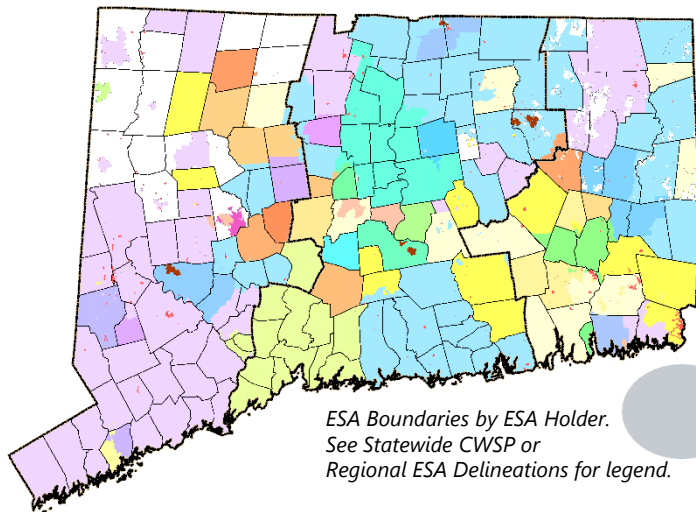 ESA Boundaries by ESA Holder.
See Statewide CWSP or
Regional ESA Delineations for legend.